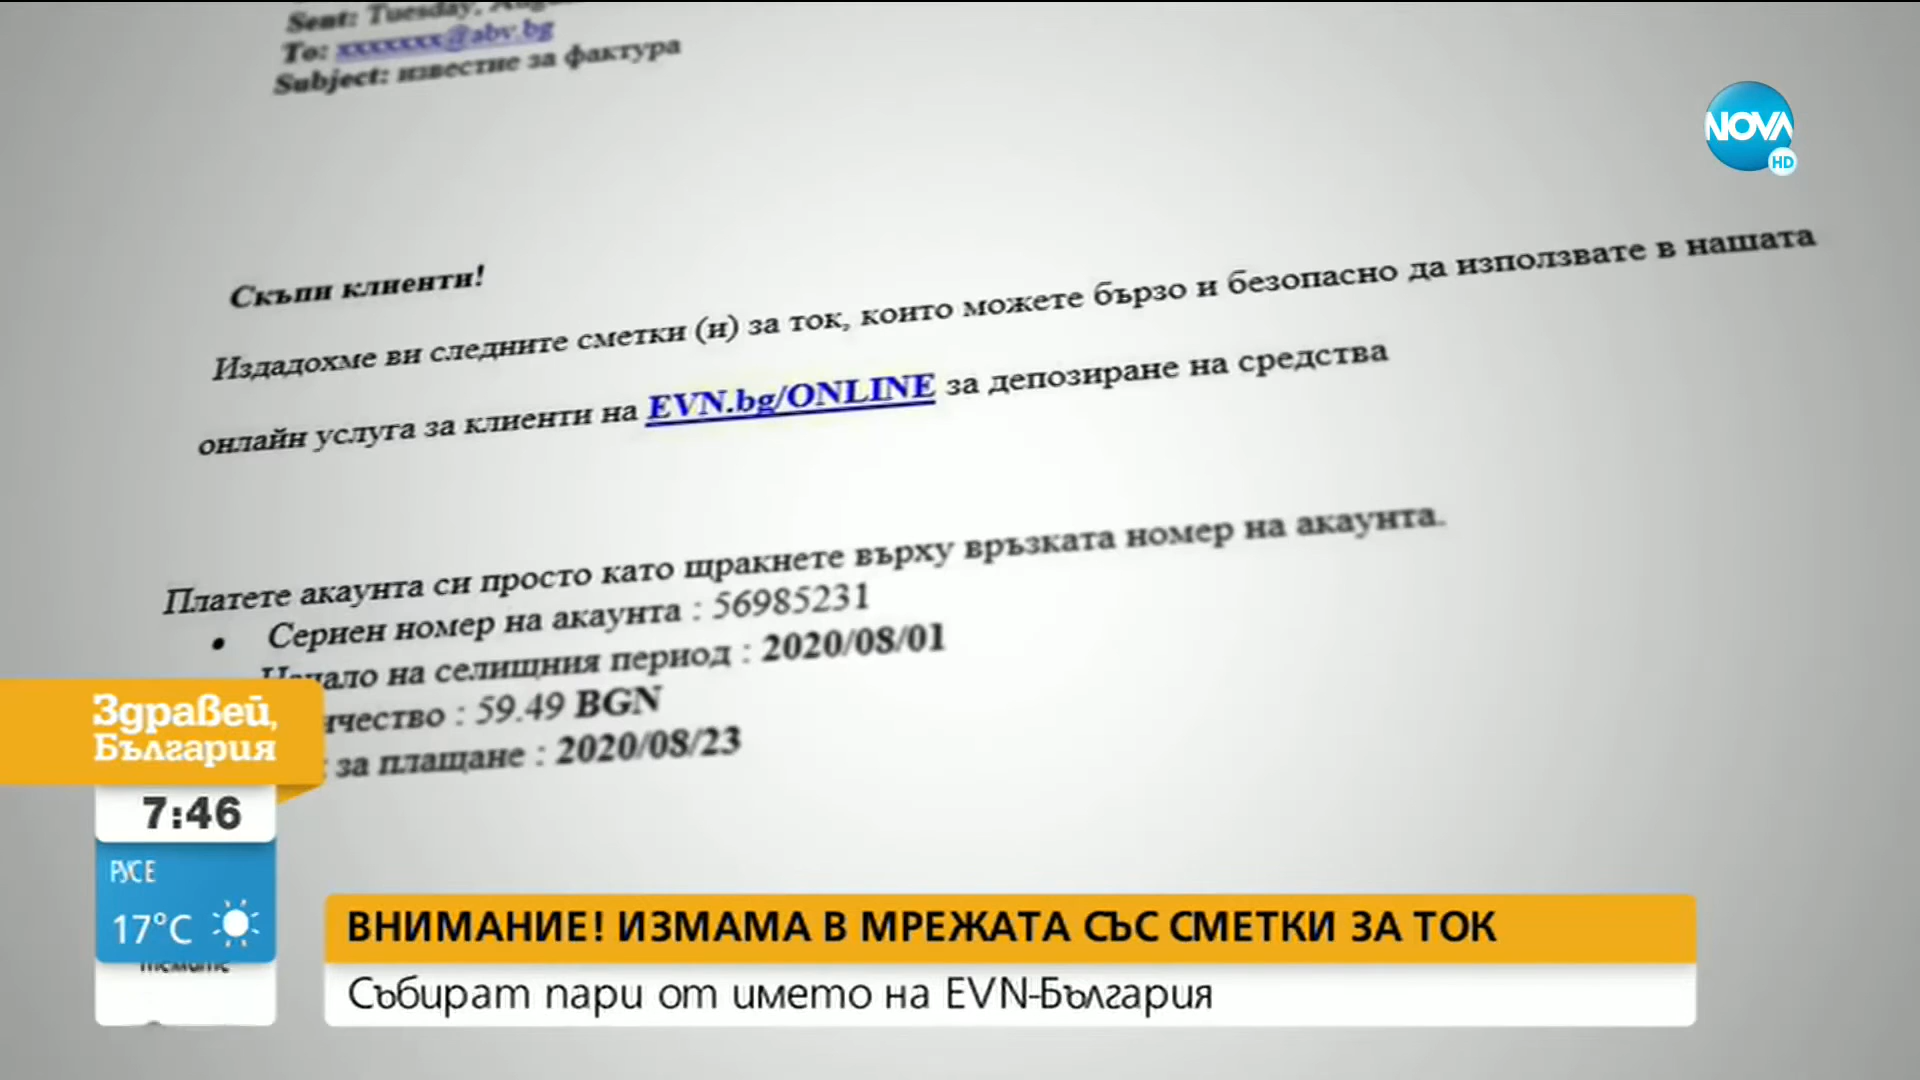 Sent: Tuesday,
To: xxxxxxx@abv.bg
Subject: известие за фактура
NOVA
HD
Скъпи клиенти!
Издадохме ви следните сметки (и) за ток, които можете бързо и безопасно да използвате в нашата
онлайн услуга за клиенти на EVN.bg/ONLINE за депозиране на средства
Платете акаунта си просто като щракнете върху връзката номер на акаунта.
• Сериен номер на акаунта : 56985231
на селищния период : 2020/08/01
59.49 BGN
за плащане : 2020/08/23
Здравей,
България
7:46
РУСЕ
17°C
ВНИМАНИЕ! ИЗМАМА В МРЕЖАТА СЪС СМЕТКИ ЗА ТОК
Събират пари от името на EVN-България